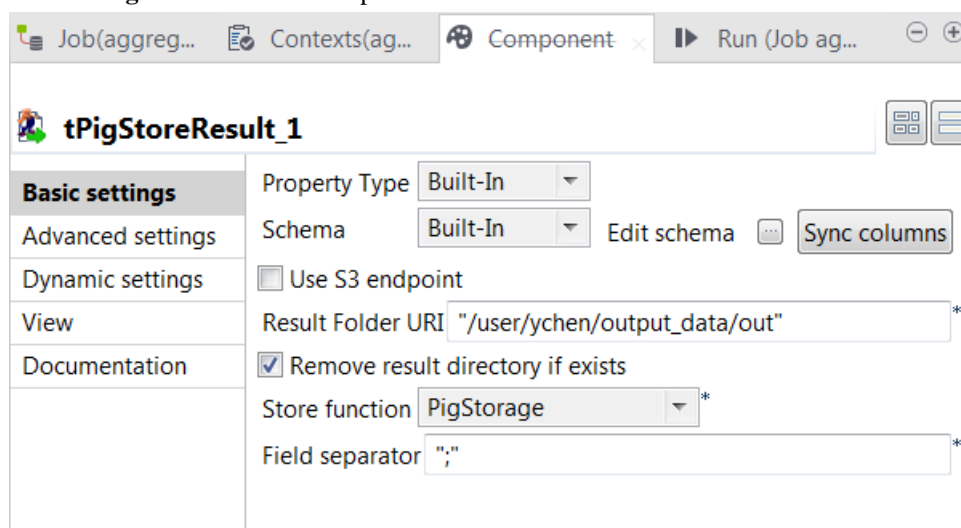 Job(aggreg... Contexts(ag... Component Run (Job ag...
tPigStoreResult_1
Basic settings
Advanced settings
Dynamic settings
View
Documentation
Property Type Built-In
Schema Built-In Edit schema ... Sync columns
Use S3 endpoint
Result Folder URI "/user/ychen/output_data/out" *
Remove result directory if exists
Store function PigStorage *
Field separator ";" *